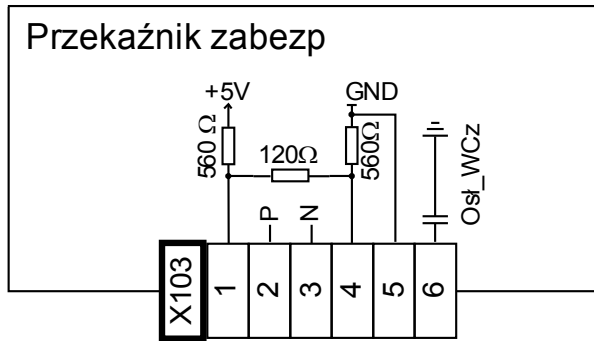 Przekaźnik zabezp
+5V
GND
560 Ω
120Ω
560Ω
Osł_WCz
P
N
X103
1
2
3
4
5
6